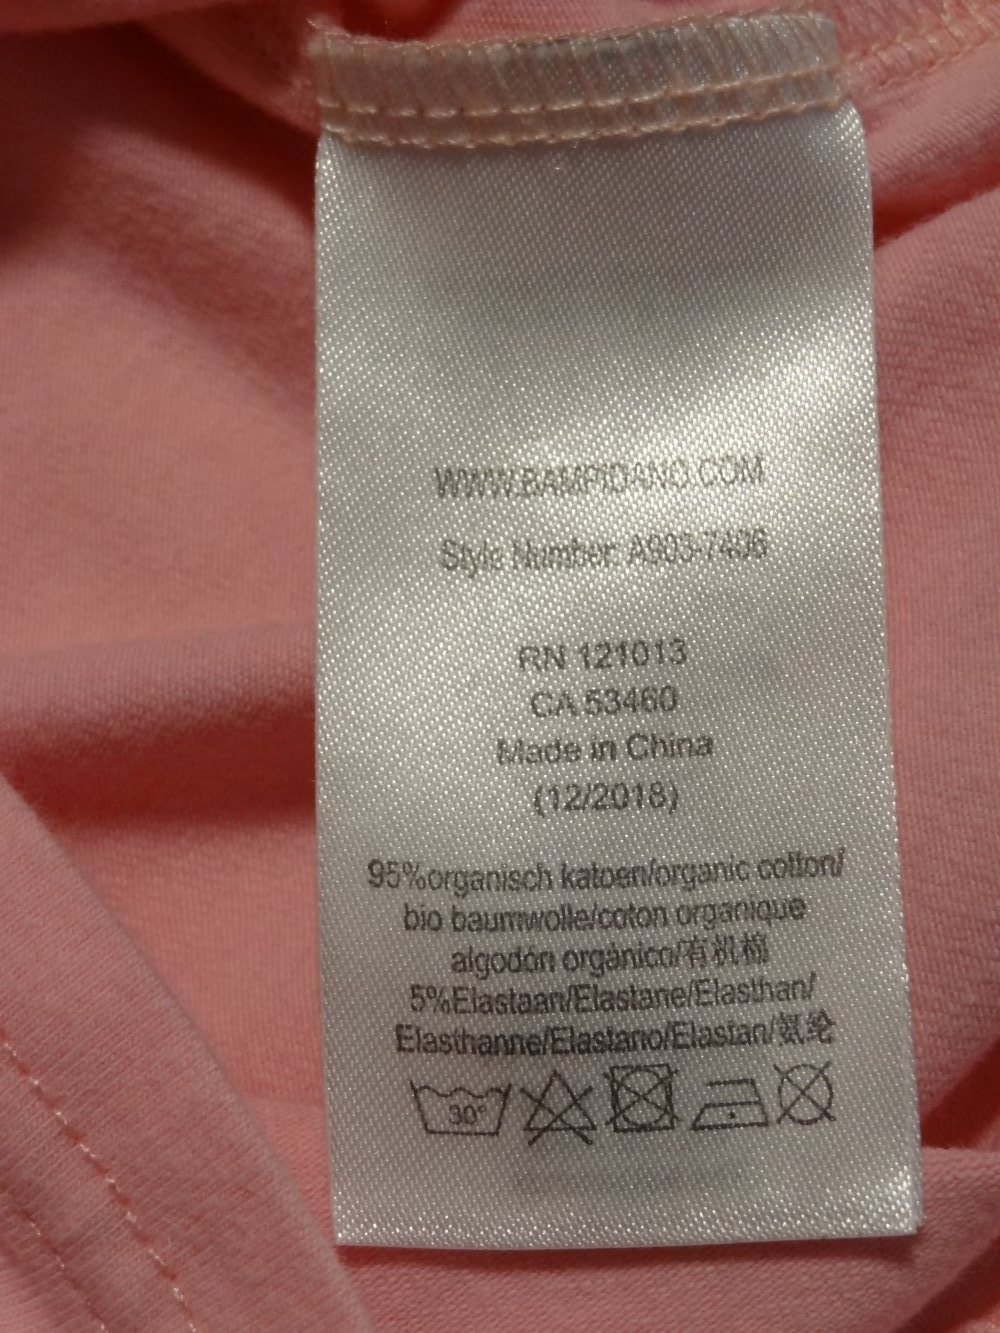 WWW.BAMPIDANO.COM
Style Number: A903-7406
RN 121013
CA 53460
Made in China
(12/2018)
95%organisch katoen/organic cotton/
bio baumwolle/coton organique
algodón orgánico/有机棉
5%Elastaan/Elastane/Elasthan/
Elasthanne/Elastano/Elastan/氨纶
30°